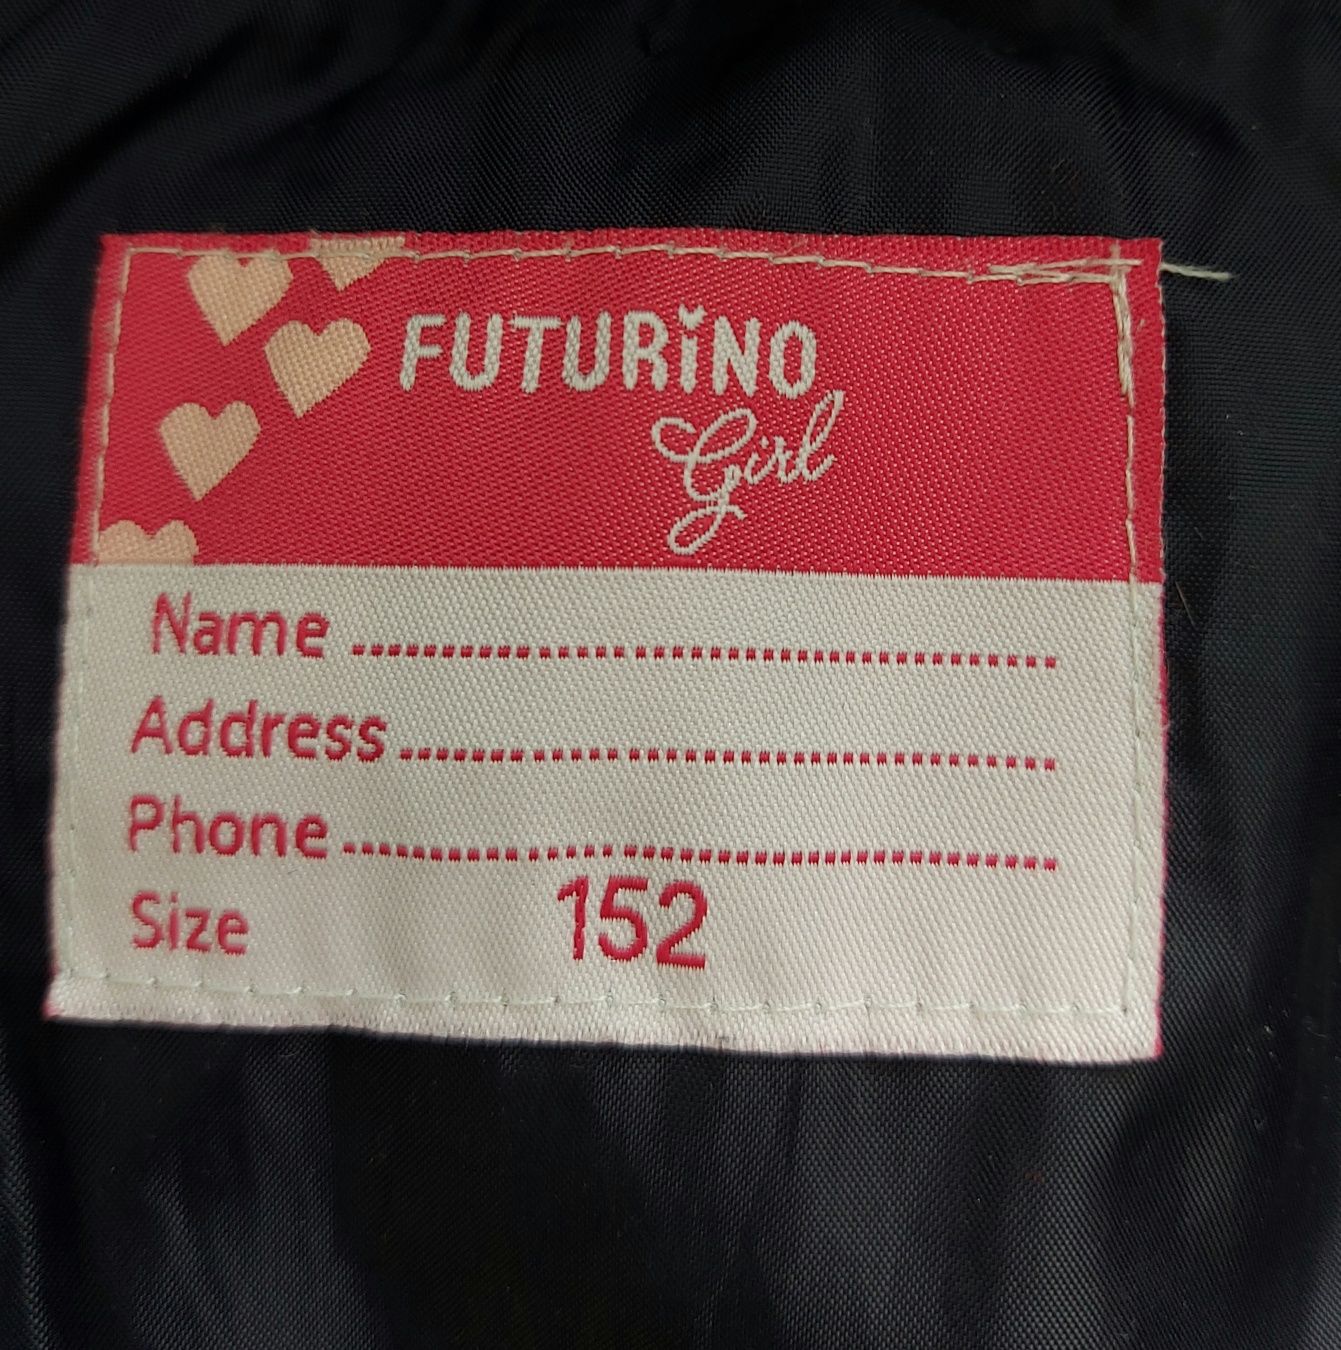 FUTURiNO
Girl
Name ................................................
Address .............................................
Phone ................................................
Size 152